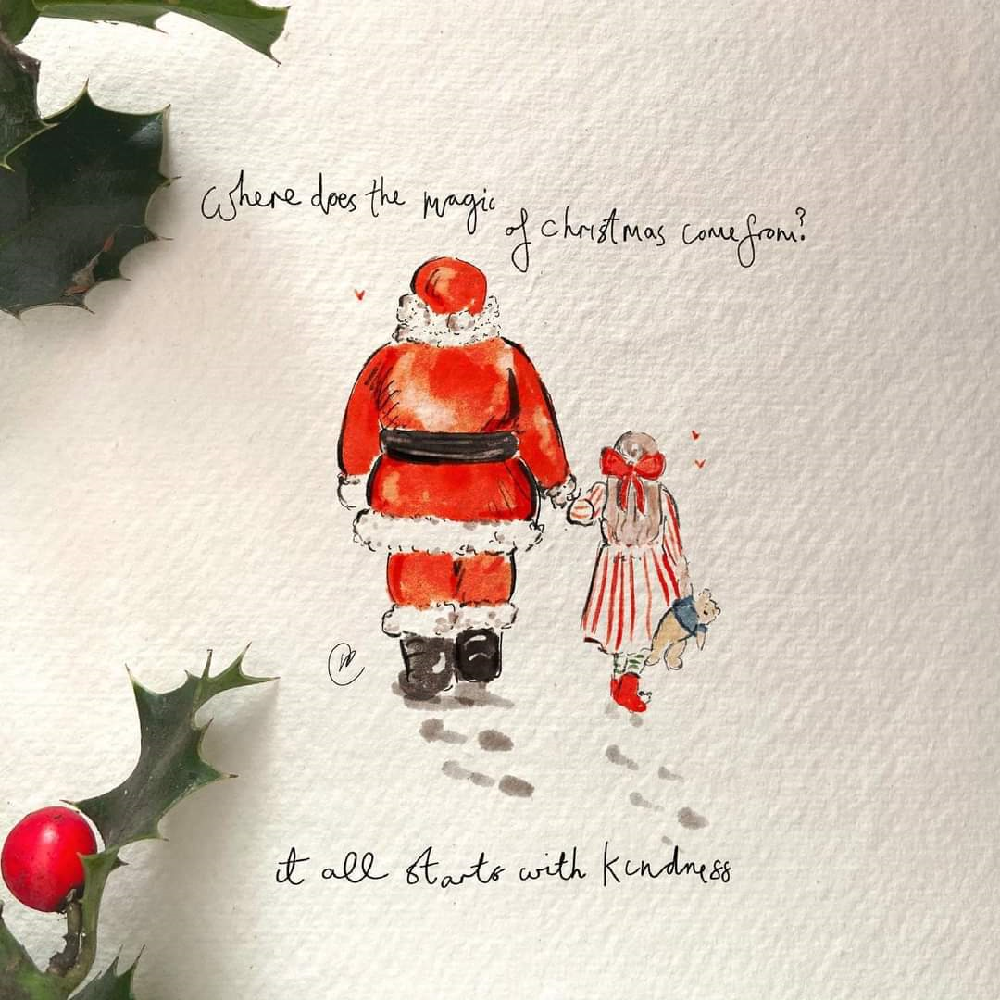 Where does the magic of christmas come from?
it all starts with kindness